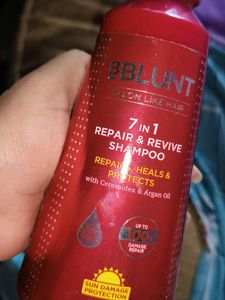 BBLUNT
SALON LIKE HAIR
7 IN 1
REPAIR & REVIVE
SHAMPOO
REPAIRS, HEALS &
PROTECTS
with Ceramides & Argan Oil
UP TO
DAMAGE
REPAIR
SUN DAMAGE
PROTECTION